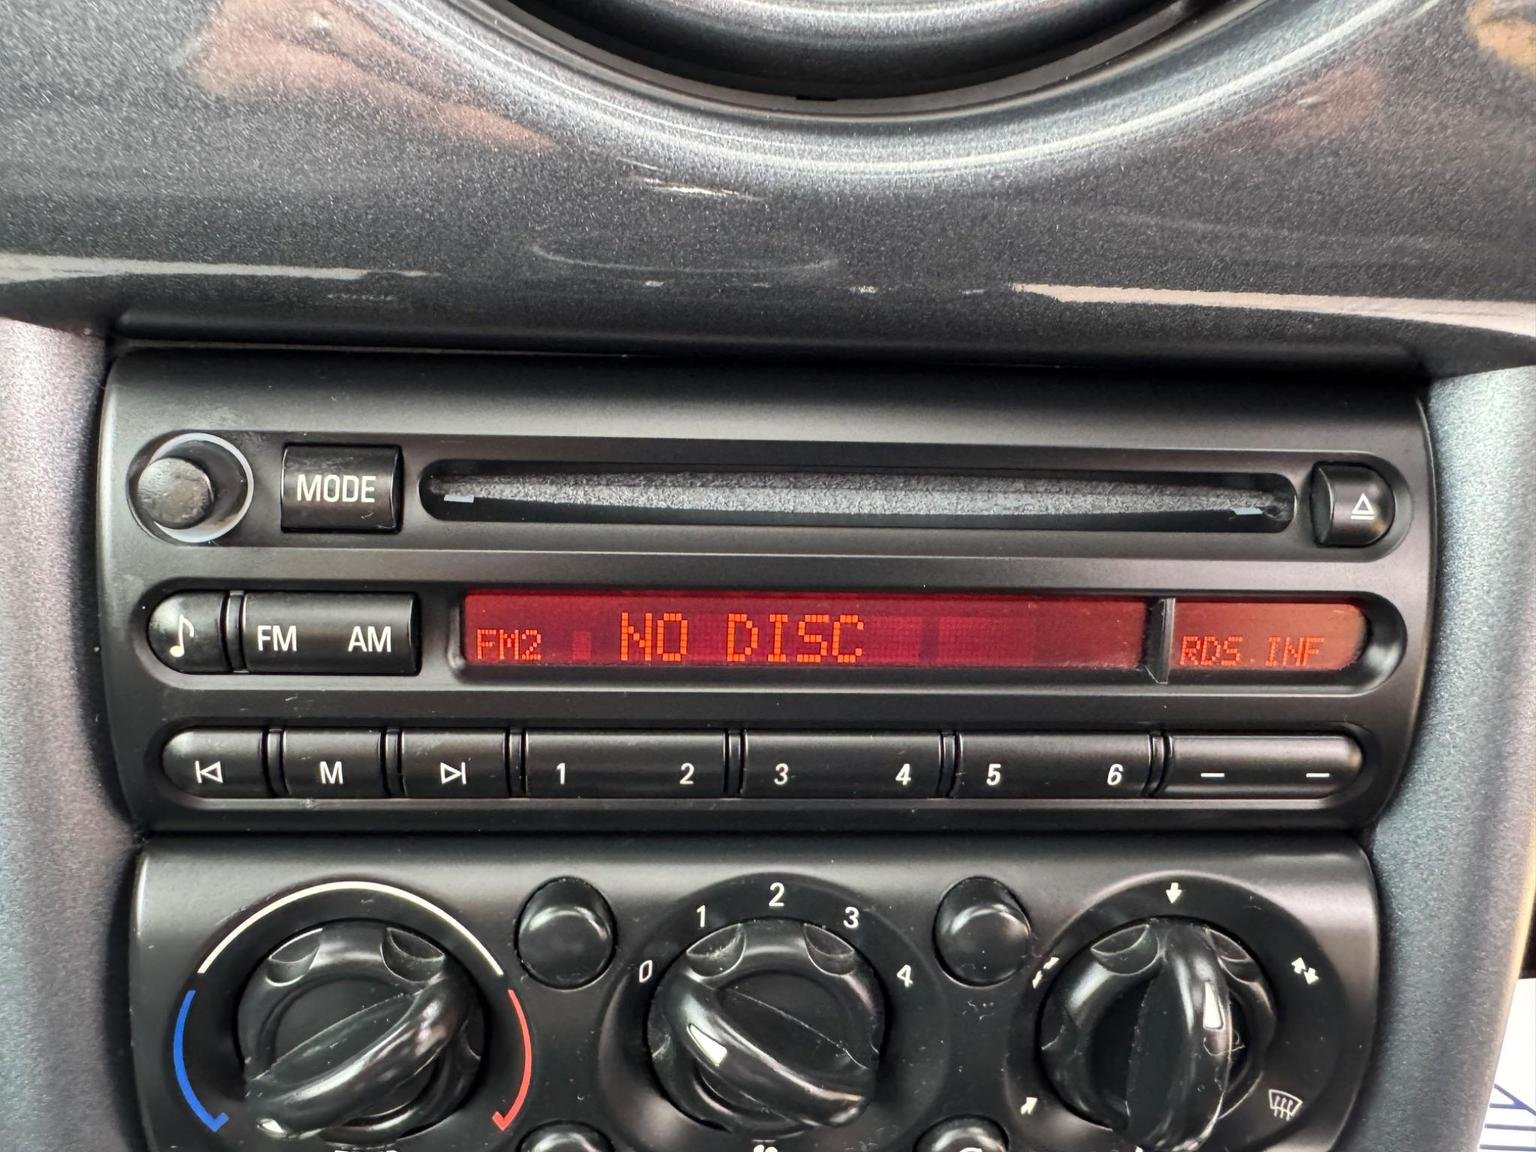 MODE
FM AM
FM2 NO DISC RDS.INF
M 1 2 3 4 5 6
0 1 2 3 4